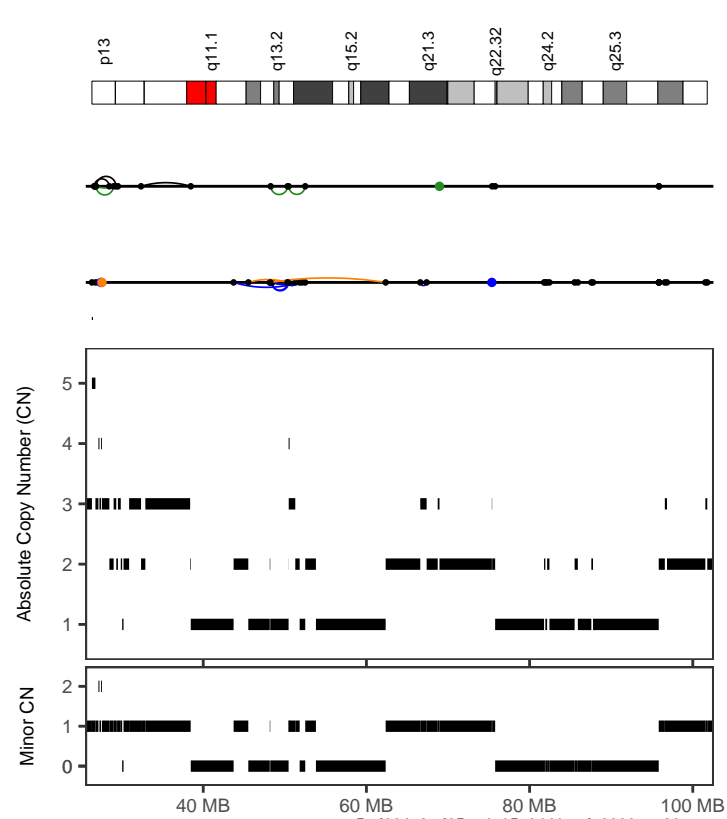 p13
q11.1
q13.2
q15.2
q21.3
q22.32
q24.2
q25.3
Absolute Copy Number (CN)
5
4
3
2
1
Minor CN
2
1
0
40 MB
60 MB
80 MB
100 MB